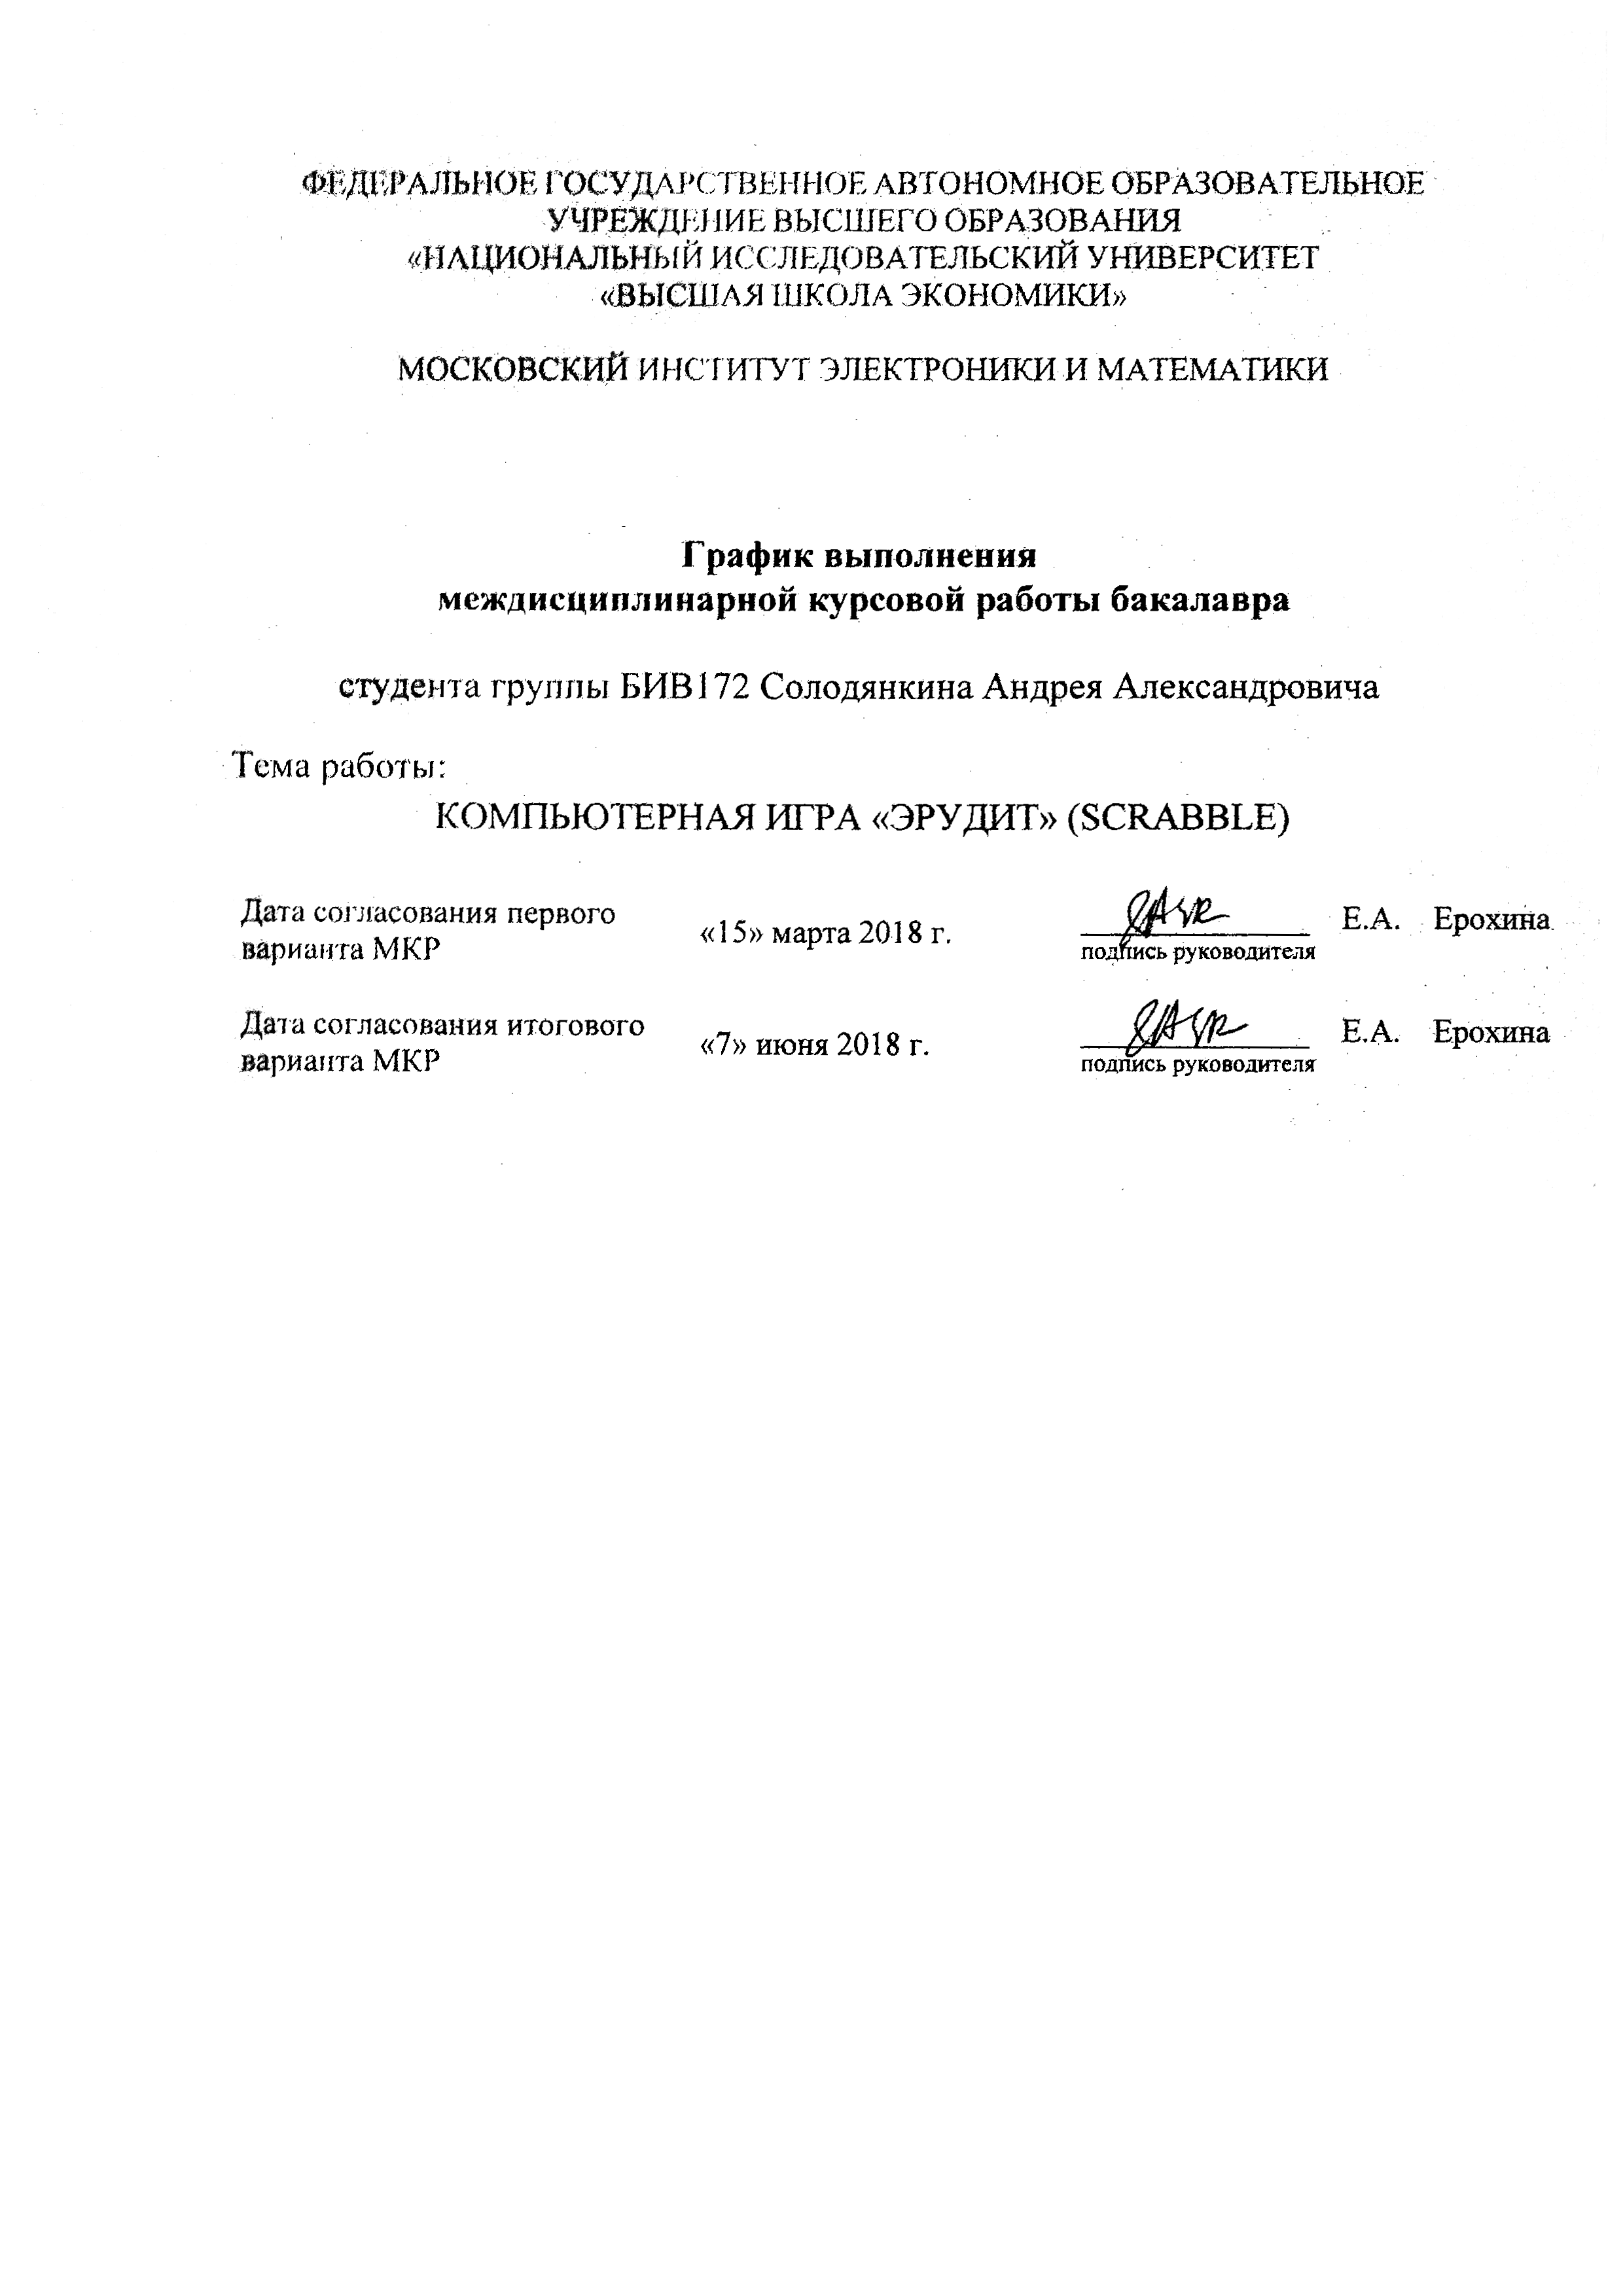 ФЕДЕРАЛЬНОЕ ГОСУДАРСТВЕННОЕ АВТОНОМНОЕ ОБРАЗОВАТЕЛЬНОЕ
УЧРЕЖДЕНИЕ ВЫСШЕГО ОБРАЗОВАНИЯ
«НАЦИОНАЛЬНЫЙ ИССЛЕДОВАТЕЛЬСКИЙ УНИВЕРСИТЕТ
«ВЫСШАЯ ШКОЛА ЭКОНОМИКИ»
МОСКОВСКИЙ ИНСТИТУТ ЭЛЕКТРОНИКИ И МАТЕМАТИКИ
График выполнения
междисциплинарной курсовой работы бакалавра
студента группы БИВ172 Солодянкина Андрея Александровича
Тема работы:
КОМПЬЮТЕРНАЯ ИГРА «ЭРУДИТ» (SCRABBLE)
Дата согласования первого
варианта МКР
«15» марта 2018 г.
подпись руководителя
Е.А. Ерохина
Дата согласования итогового
варианта МКР
«7» июня 2018 г.
подпись руководителя
Е.А. Ерохина